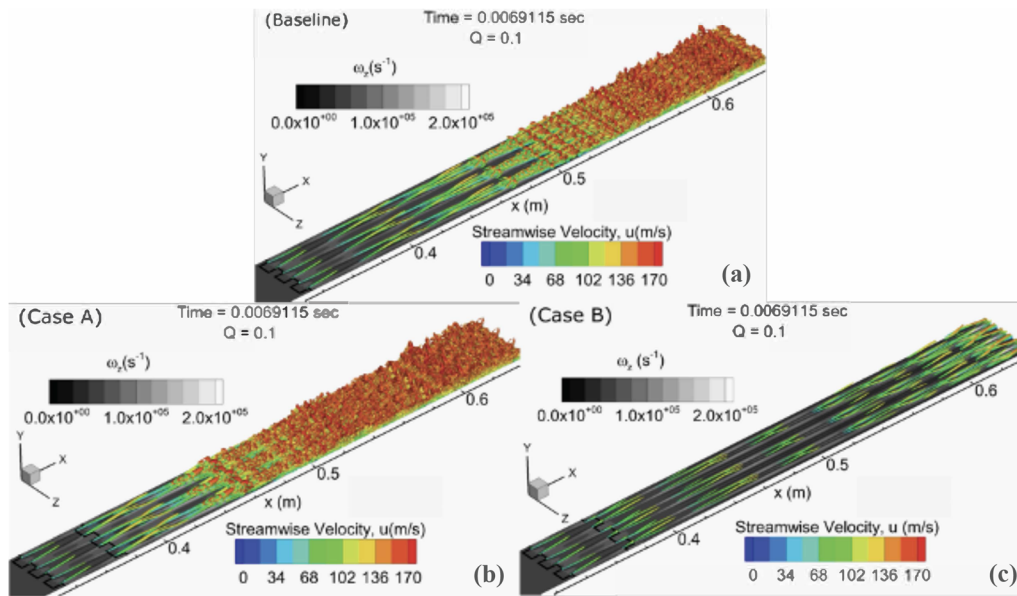 (Baseline)
Time = 0.0069115 sec
Q = 0.1
ω_z(s⁻¹)
0.0x10⁺⁰⁰ 1.0x10⁺⁰⁵ 2.0x10⁺⁰⁵
Y
X
Z
0.4
0.5
0.6
x (m)
Streamwise Velocity, u(m/s)
0 34 68 102 136 170
(a)
(Case A)
Time = 0.0069115 sec
Q = 0.1
ω_z(s⁻¹)
0.0x10⁺⁰⁰ 1.0x10⁺⁰⁵ 2.0x10⁺⁰⁵
Y
X
Z
0.4
0.5
0.6
x (m)
Streamwise Velocity, u(m/s)
0 34 68 102 136 170
(b)
(Case B)
Time = 0.0069115 sec
Q = 0.1
ω_z(s⁻¹)
0.0x10⁺⁰⁰ 1.0x10⁺⁰⁵ 2.0x10⁺⁰⁵
Y
X
Z
0.4
0.5
0.6
x (m)
Streamwise Velocity, u (m/s)
0 34 68 102 136 170
(c)